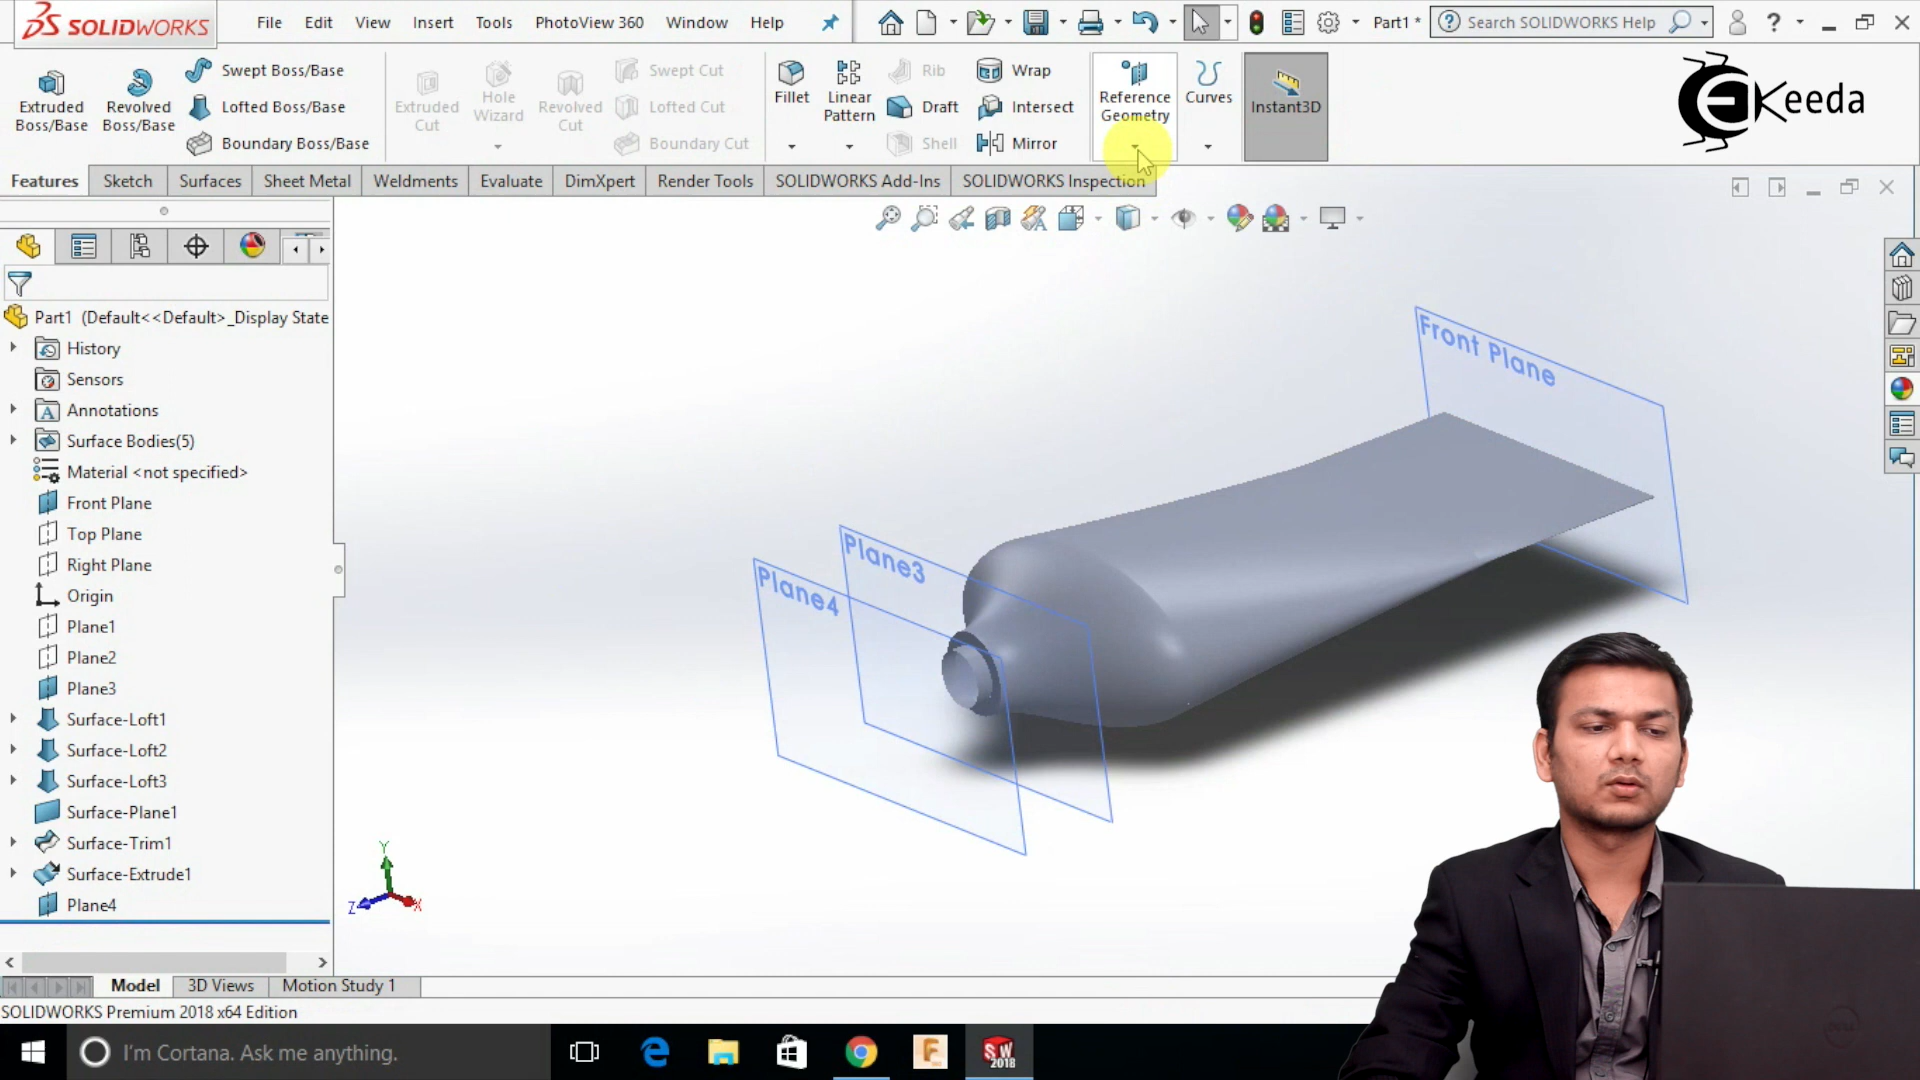 SOLIDWORKS
File Edit View Insert Tools PhotoView 360 Window Help
Part1 *
Search SOLIDWORKS Help
Extruded Boss/Base
Revolved Boss/Base
Swept Boss/Base
Lofted Boss/Base
Boundary Boss/Base
Extruded Cut
Hole Wizard
Revolved Cut
Swept Cut
Lofted Cut
Boundary Cut
Fillet
Linear Pattern
Rib
Draft
Shell
Wrap
Intersect
Mirror
Reference Geometry
Curves
Instant3D
Keeda
Features Sketch Surfaces Sheet Metal Weldments Evaluate DimXpert Render Tools SOLIDWORKS Add-Ins SOLIDWORKS Inspection
Part1 (Default<<Default>_Display State
History
Sensors
Annotations
Surface Bodies(5)
Material <not specified>
Front Plane
Top Plane
Right Plane
Origin
Plane1
Plane2
Plane3
Surface-Loft1
Surface-Loft2
Surface-Loft3
Surface-Plane1
Surface-Trim1
Surface-Extrude1
Plane4
Front Plane
Plane3
Plane4
Y
Z
X
Model 3D Views Motion Study 1
SOLIDWORKS Premium 2018 x64 Edition
I'm Cortana. Ask me anything.
SW
2018